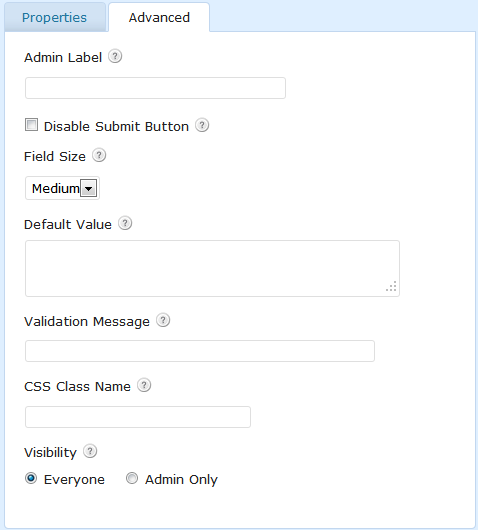 Properties Advanced
Admin Label ?
Disable Submit Button ?
Field Size ?
Medium
Default Value ?
Validation Message ?
CSS Class Name ?
Visibility ?
Everyone Admin Only